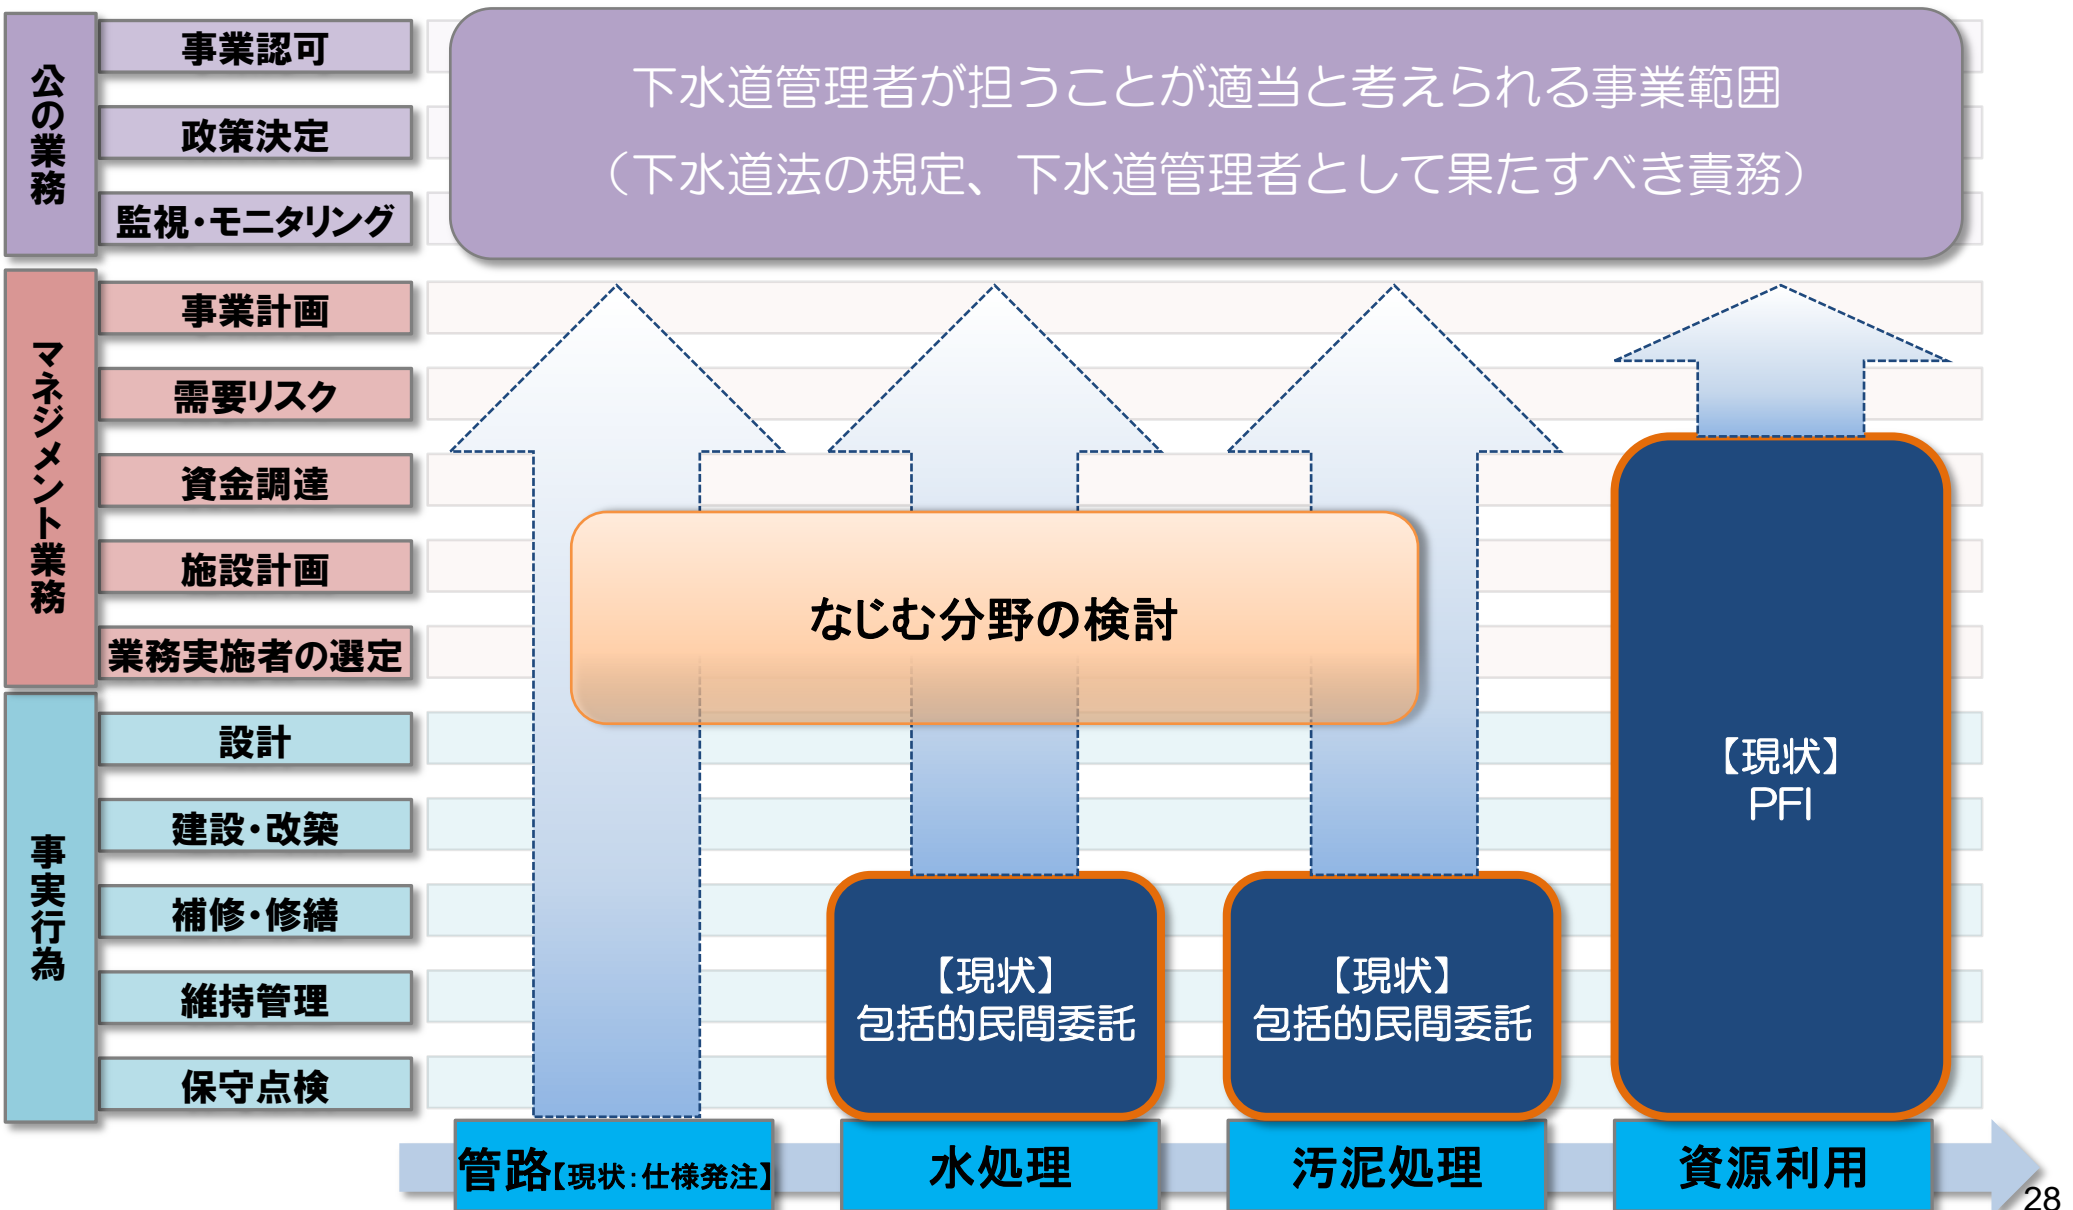 公の業務
事業認可
政策決定
監視・モニタリング
下水道管理者が担うことが適当と考えられる事業範囲
（下水道法の規定、下水道管理者として果たすべき責務）
マネジメント業務
事業計画
需要リスク
資金調達
施設計画
業務実施者の選定
なじむ分野の検討
事実行為
設計
建設・改築
補修・修繕
維持管理
保守点検
【現状】
包括的民間委託
【現状】
包括的民間委託
【現状】
PFI
管路【現状：仕様発注】
水処理
汚泥処理
資源利用
28